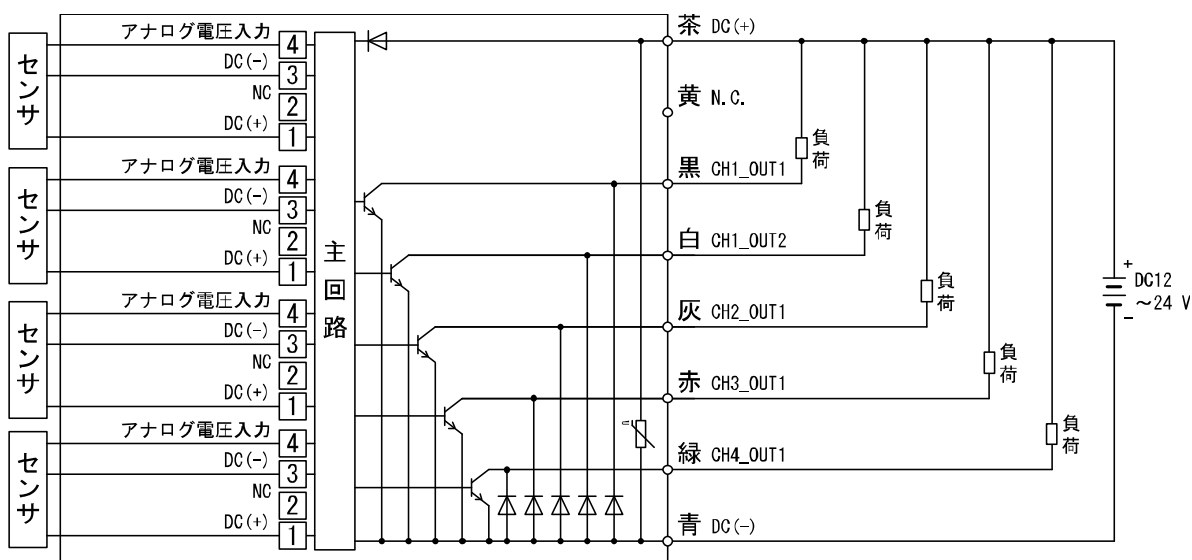 センサ
アナログ電圧入力 4
DC(-) 3
NC 2
DC(+) 1
センサ
アナログ電圧入力 4
DC(-) 3
NC 2
DC(+) 1
センサ
アナログ電圧入力 4
DC(-) 3
NC 2
DC(+) 1
センサ
アナログ電圧入力 4
DC(-) 3
NC 2
DC(+) 1
主回路
茶 DC(+)
黄 N.C.
黒 CH1_OUT1
白 CH1_OUT2
灰 CH2_OUT1
赤 CH3_OUT1
緑 CH4_OUT1
青 DC(-)
負荷
負荷
負荷
負荷
負荷
+
DC12
～24 V
-